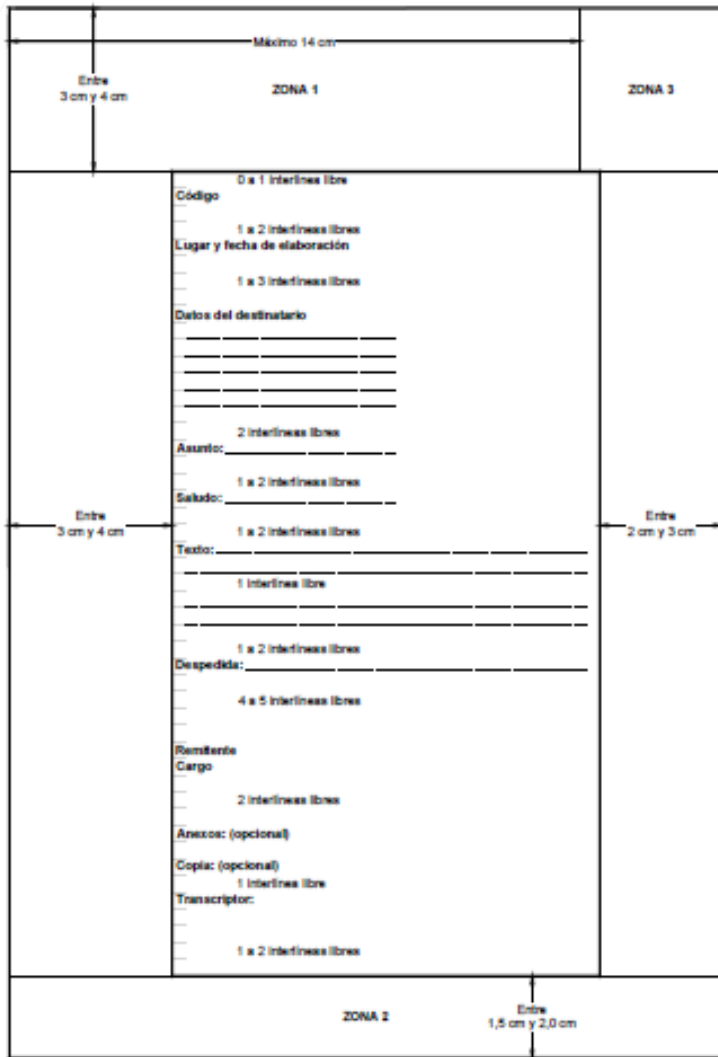 Máximo 14 cm
Entre
3 cm y 4 cm
ZONA 1
ZONA 3
0 a 1 interlínea libre
Código
1 a 2 interlíneas libres
Lugar y fecha de elaboración
1 a 3 interlíneas libres
Datos del destinatario
2 interlíneas libres
Asunto:
1 a 2 interlíneas libres
Saludo:
Entre
3 cm y 4 cm
1 a 2 interlíneas libres
Entre
2 cm y 3 cm
Texto:
1 interlínea libre
1 a 2 interlíneas libres
Despedida:
4 a 5 interlíneas libres
Remitente
Cargo
2 interlíneas libres
Anexos: (opcional)
Copia: (opcional)
1 interlínea libre
Transcriptor:
1 a 2 interlíneas libres
ZONA 2
Entre
1,5 cm y 2,0 cm